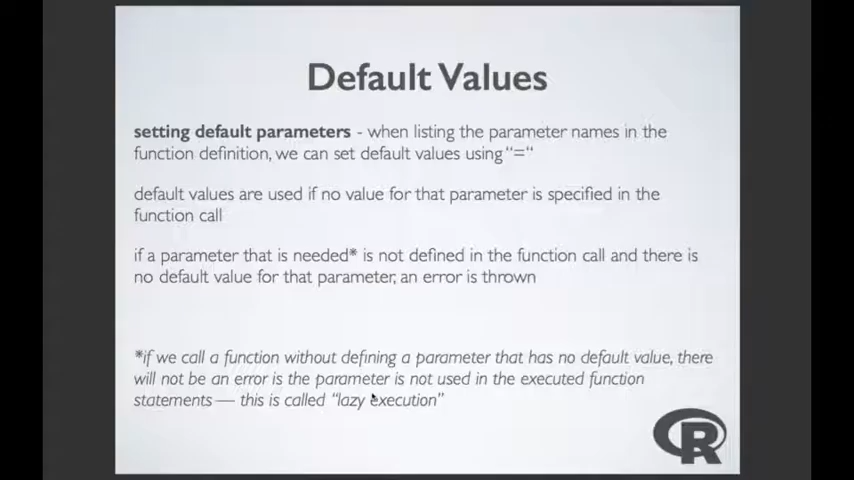 Default Values
setting default parameters - when listing the parameter names in the
function definition, we can set default values using "="
default values are used if no value for that parameter is specified in the
function call
if a parameter that is needed* is not defined in the function call and there is
no default value for that parameter, an error is thrown
*if we call a function without defining a parameter that has no default value, there
will not be an error is the parameter is not used in the executed function
statements — this is called "lazy execution"
R